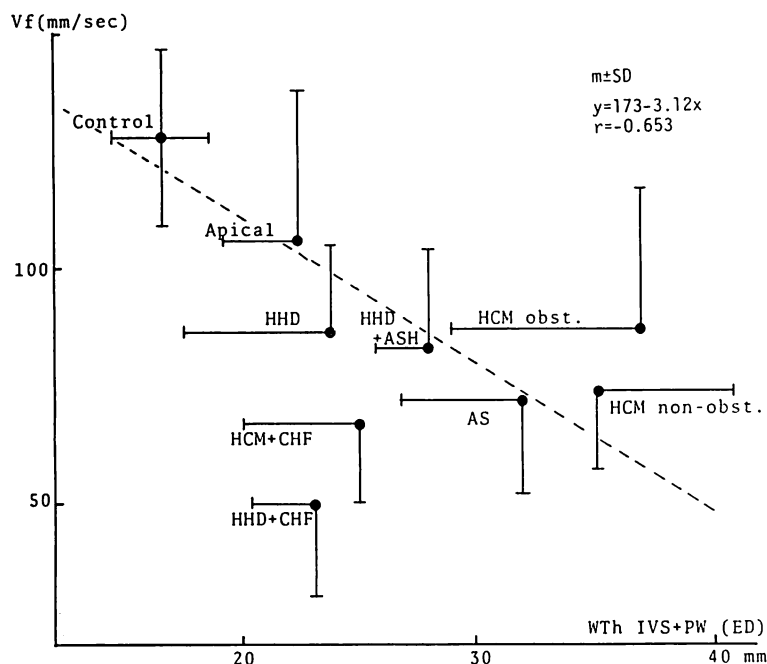 Vf(mm/sec)
m±SD
y=173-3.12x
r=-0.653
Control
Apical
100
HHD
HHD
+ASH
HCM obst.
HCM non-obst.
AS
HCM+CHF
50
HHD+CHF
WTh IVS+PW (ED)
20
30
40 mm